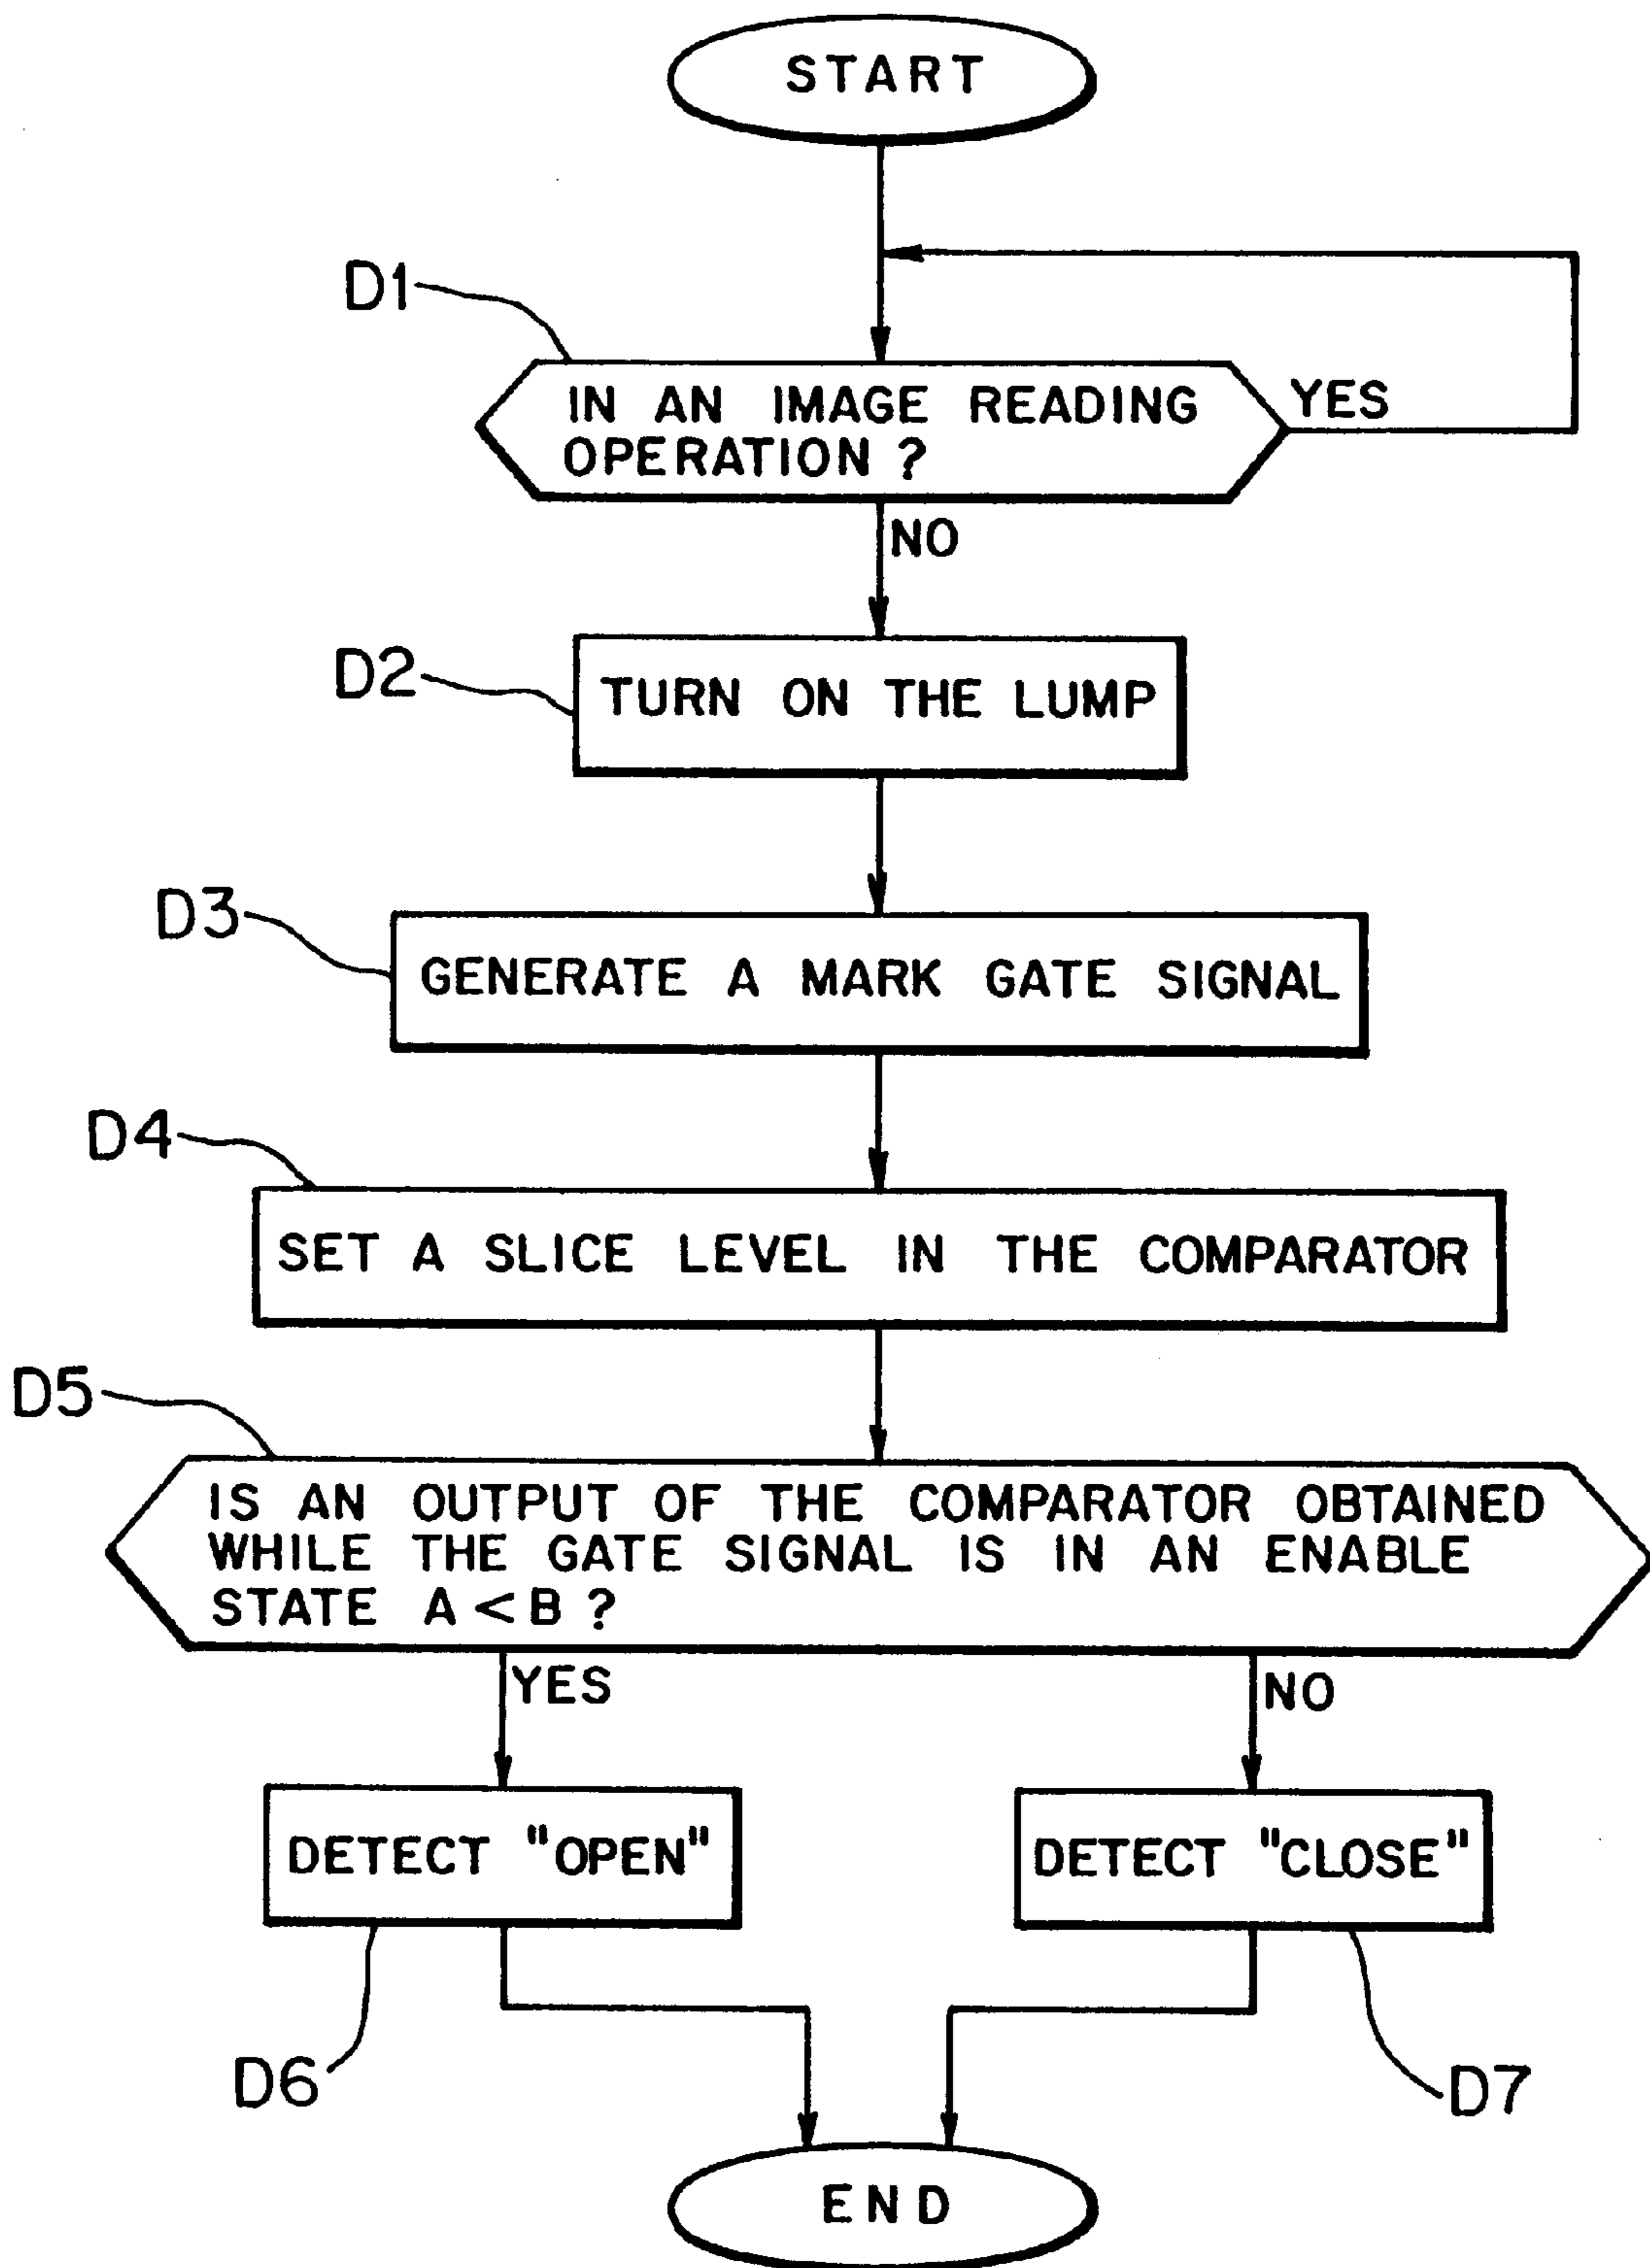 START
D1
IN AN IMAGE READING
OPERATION ?
YES
NO
D2
TURN ON THE LUMP
D3
GENERATE A MARK GATE SIGNAL
D4
SET A SLICE LEVEL IN THE COMPARATOR
D5
IS AN OUTPUT OF THE COMPARATOR OBTAINED
WHILE THE GATE SIGNAL IS IN AN ENABLE
STATE A < B ?
YES
NO
DETECT "OPEN"
DETECT "CLOSE"
D6
D7
END